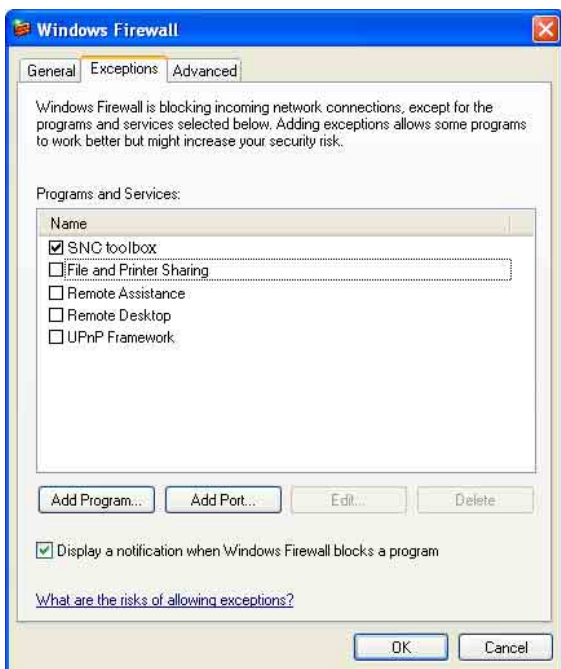 Windows Firewall
General Exceptions Advanced
Windows Firewall is blocking incoming network connections, except for the
programs and services selected below. Adding exceptions allows some programs
to work better but might increase your security risk.
Programs and Services:
Name
SNC toolbox
File and Printer Sharing
Remote Assistance
Remote Desktop
UPnP Framework
Add Program... Add Port... Edit... Delete
Display a notification when Windows Firewall blocks a program
What are the risks of allowing exceptions?
OK Cancel